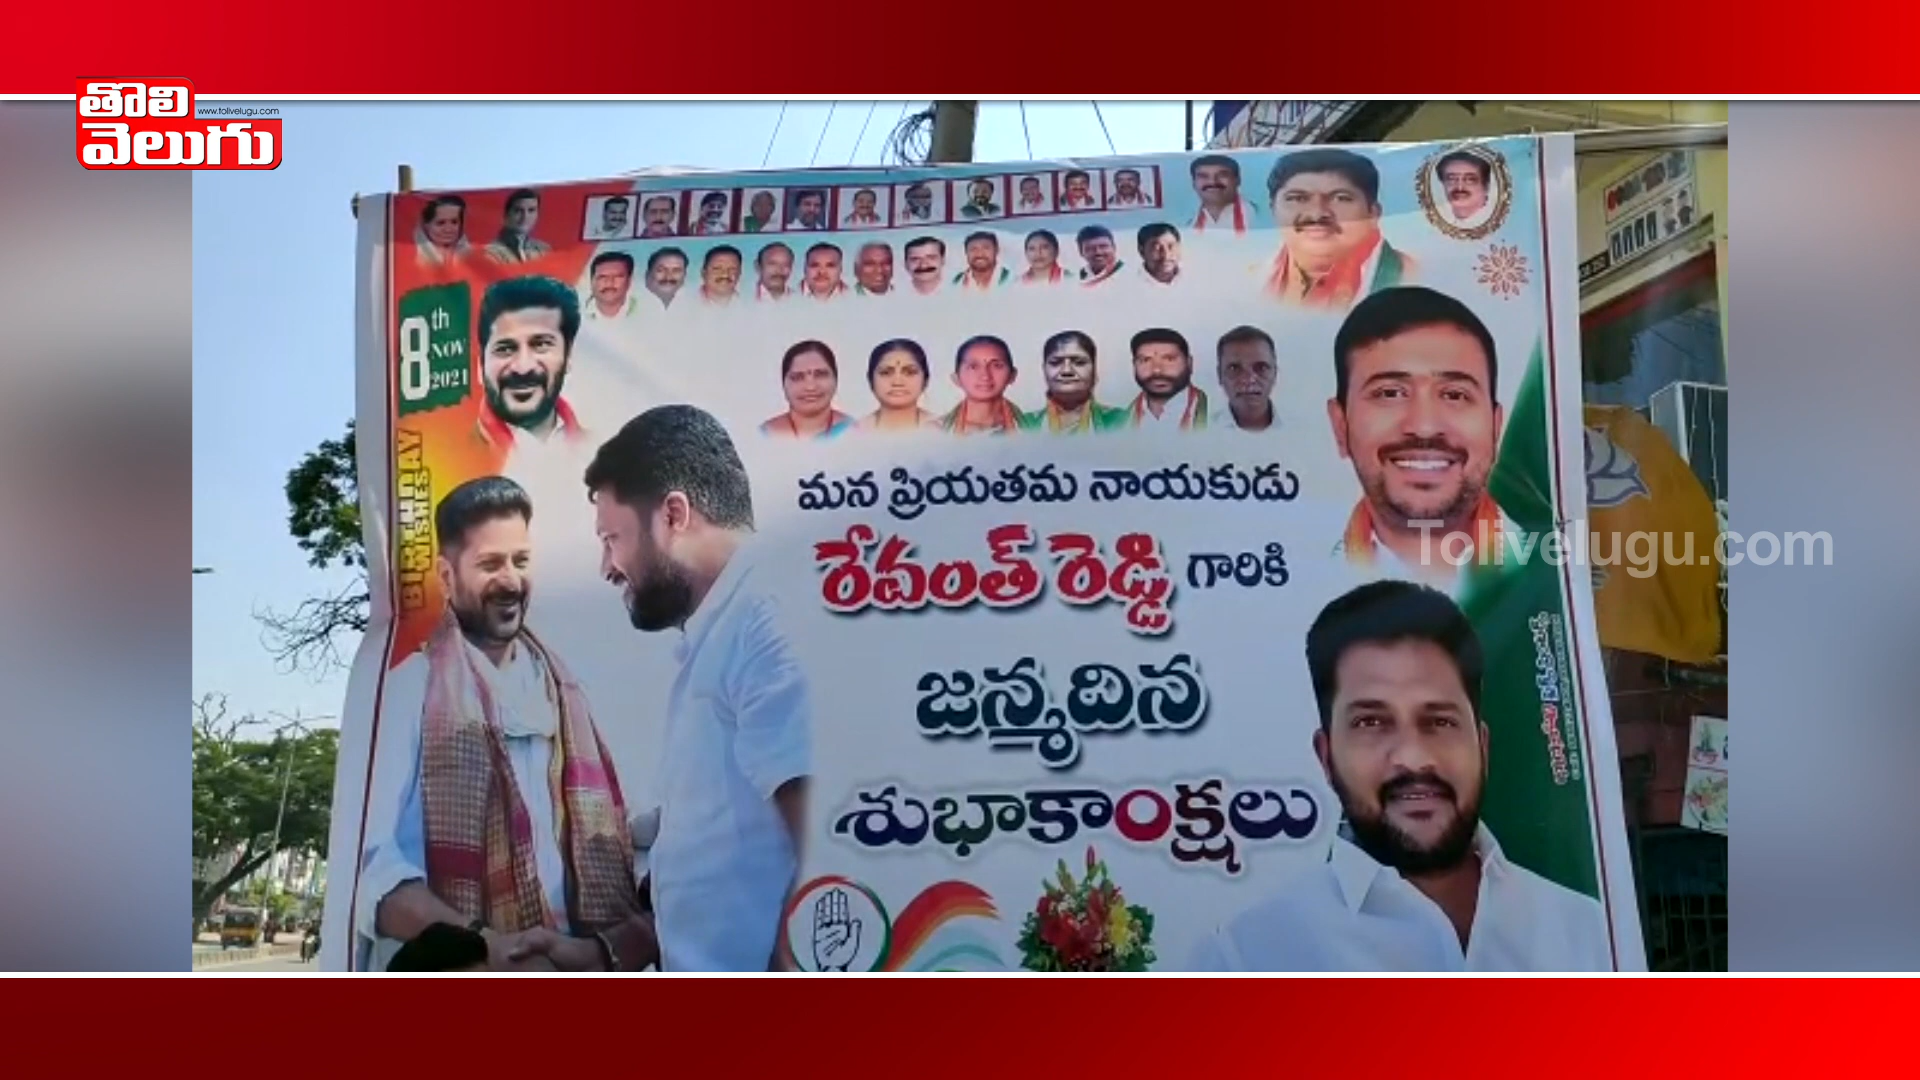 తొలి
www.tolivelugu.com
వెలుగు
8th
NOV
2021
BIRTHDAY
WISHES
మన ప్రియతమ నాయకుడు
రేవంత్ రెడ్డి గారికి
జన్మదిన
శుభాకాంక్షలు
Tolivelugu.com